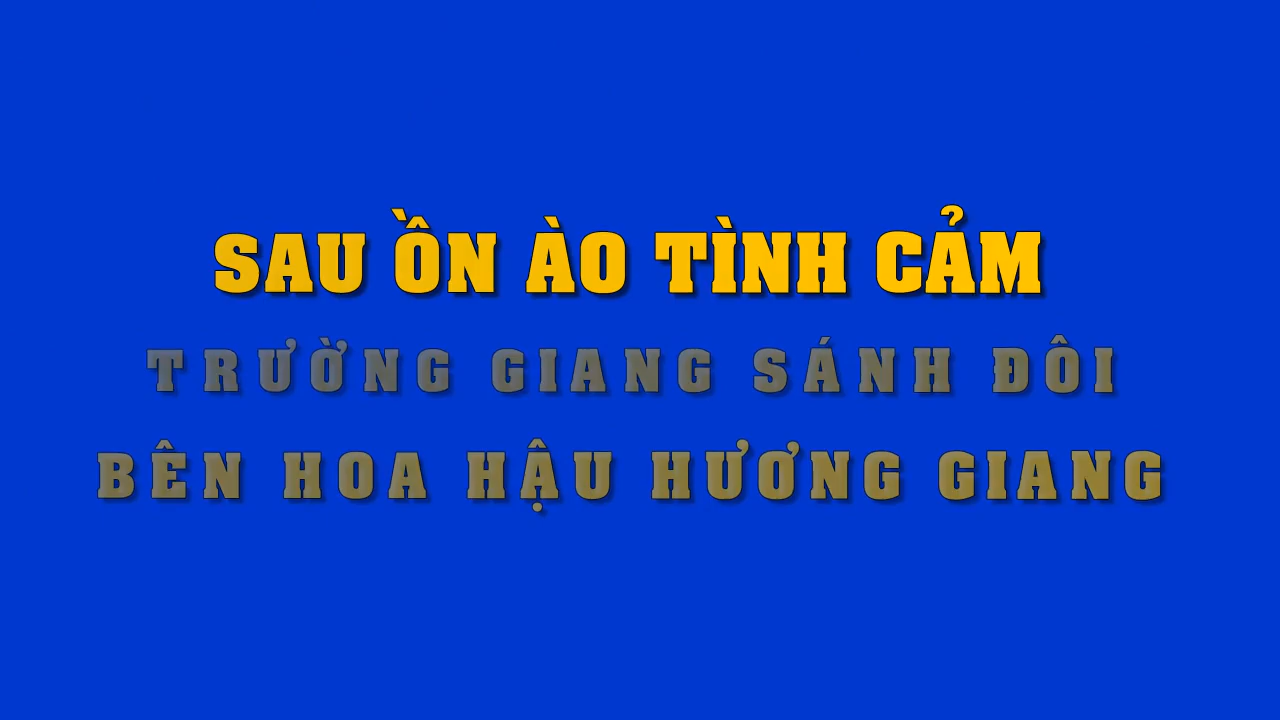 SAU ỒN ÀO TÌNH CẢM
TRƯỜNG GIANG SÁNH ĐÔI
BÊN HOA HẬU HƯƠNG GIANG